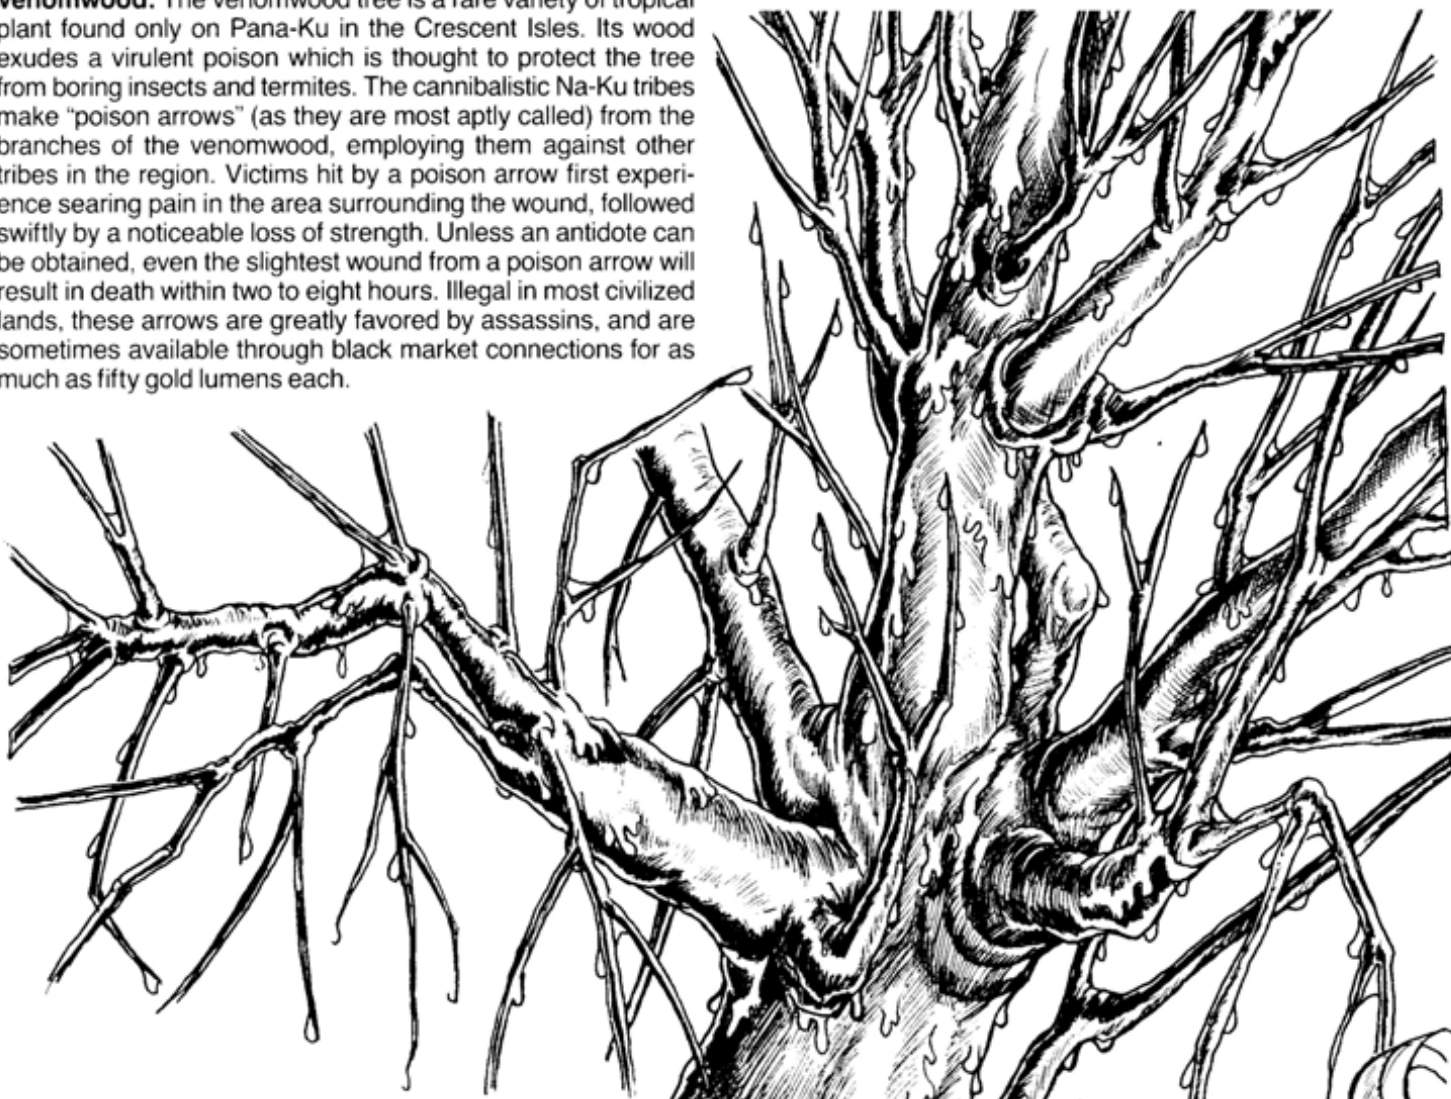 Venomwood: The venomwood tree is a rare variety of tropical
plant found only on Pana-Ku in the Crescent Isles. Its wood
exudes a virulent poison which is thought to protect the tree
from boring insects and termites. The cannibalistic Na-Ku tribes
make “poison arrows” (as they are most aptly called) from the
branches of the venomwood, employing them against other
tribes in the region. Victims hit by a poison arrow first experi-
ence searing pain in the area surrounding the wound, followed
swiftly by a noticeable loss of strength. Unless an antidote can
be obtained, even the slightest wound from a poison arrow will
result in death within two to eight hours. Illegal in most civilized
lands, these arrows are greatly favored by assassins, and are
sometimes available through black market connections for as
much as fifty gold lumens each.